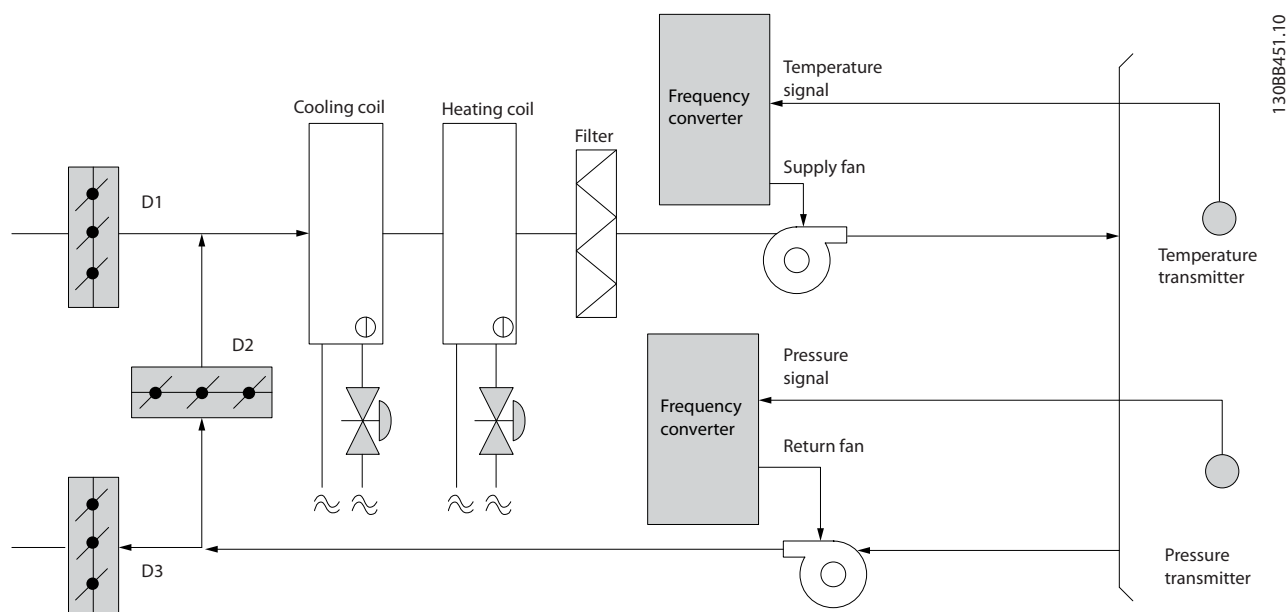 130BB451.10
Temperature
signal
Frequency
converter
Cooling coil
Heating coil
Filter
Supply fan
D1
Temperature
transmitter
D2
Pressure
signal
Frequency
converter
Return fan
D3
Pressure
transmitter